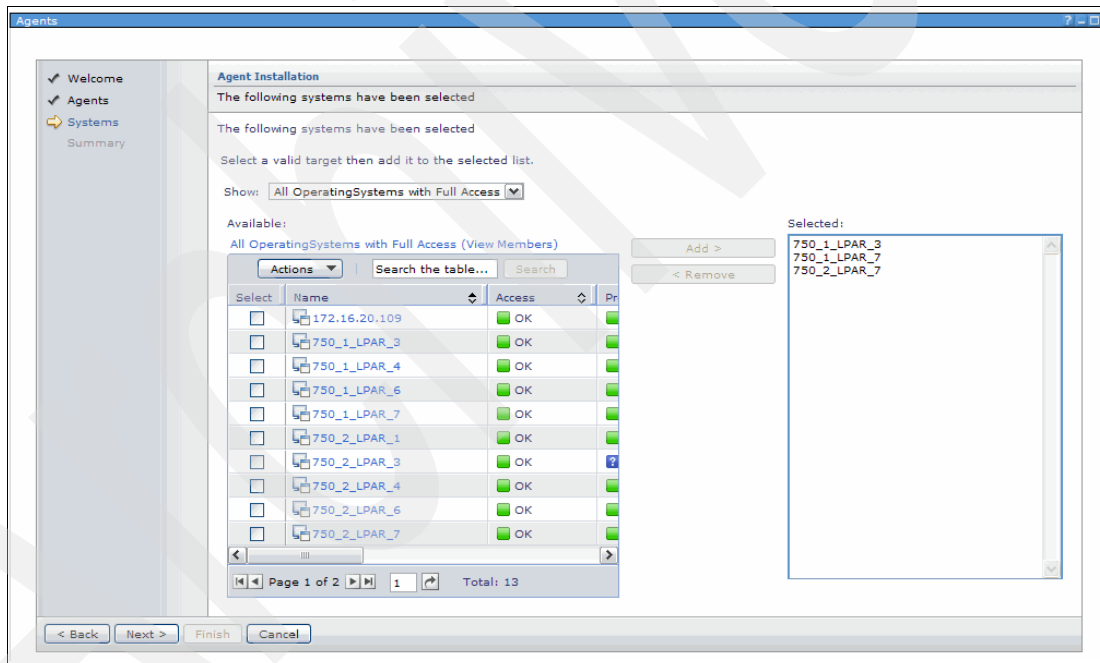 Agents
? – □
Welcome
Agents
Systems
Summary
Agent Installation
The following systems have been selected
The following systems have been selected
Select a valid target then add it to the selected list.
Show: All OperatingSystems with Full Access
Available:
All OperatingSystems with Full Access (View Members)
Actions Search the table... Search
Select Name Access Pr
172.16.20.109 OK
750_1_LPAR_3 OK
750_1_LPAR_4 OK
750_1_LPAR_6 OK
750_1_LPAR_7 OK
750_2_LPAR_1 OK
750_2_LPAR_3 OK ?
750_2_LPAR_4 OK
750_2_LPAR_6 OK
750_2_LPAR_7 OK
Page 1 of 2 1 Total: 13
Add >
< Remove
Selected:
750_1_LPAR_3
750_1_LPAR_7
750_2_LPAR_7
< Back Next > Finish Cancel